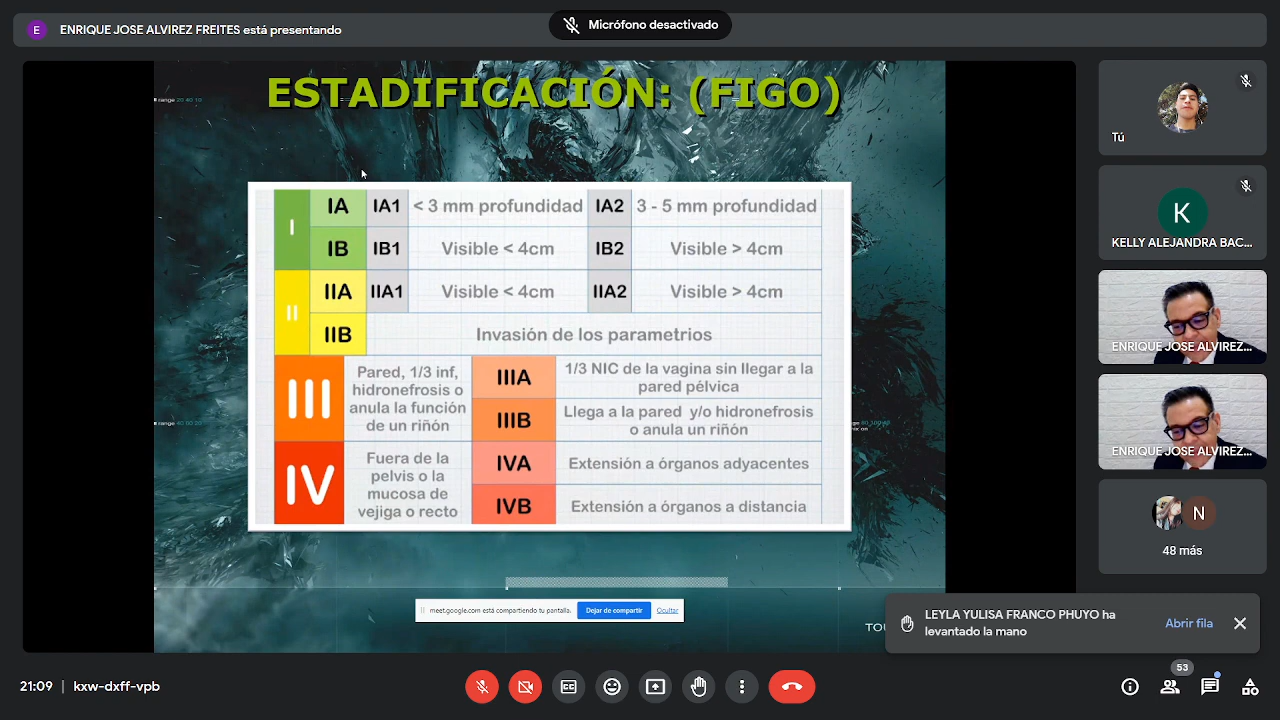 E ENRIQUE JOSE ALVIREZ FREITES está presentando
Micrófono desactivado
ESTADIFICACIÓN: (FIGO)
range 20 40 10
I IA IA1 < 3 mm profundidad IA2 3 - 5 mm profundidad
IB IB1 Visible < 4cm IB2 Visible > 4cm
II IIA IIA1 Visible < 4cm IIA2 Visible > 4cm
IIB Invasión de los parametrios
III Pared, 1/3 inf,
hidronefrosis o
anula la función
de un riñón
IIIA 1/3 NIC de la vagina sin llegar a la
pared pélvica
IIIB Llega a la pared y/o hidronefrosis
o anula un riñón
IV Fuera de la
pelvis o la
mucosa de
vejiga o recto
IVA Extensión a órganos adyacentes
IVB Extensión a órganos a distancia
range
meet.google.com está compartiendo tu pantalla. Dejar de compartir Ocultar
Tú
K
KELLY ALEJANDRA BAC...
ENRIQUE JOSE ALVIREZ...
ENRIQUE JOSE ALVIREZ...
N
48 más
LEYLA YULISA FRANCO PHUYO ha
levantado la mano
Abrir fila
21:09 | kxw-dxff-vpb
53